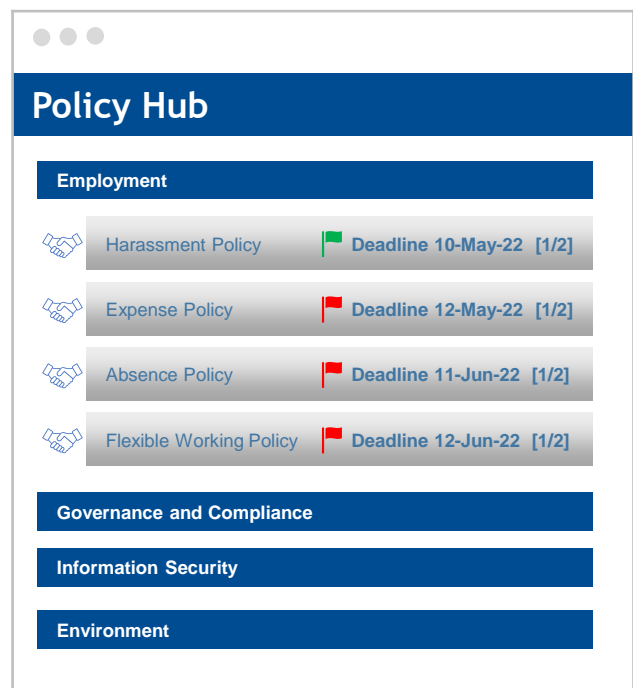 Policy Hub
Employment
Harassment Policy Deadline 10-May-22 [1/2]
Expense Policy Deadline 12-May-22 [1/2]
Absence Policy Deadline 11-Jun-22 [1/2]
Flexible Working Policy Deadline 12-Jun-22 [1/2]
Governance and Compliance
Information Security
Environment